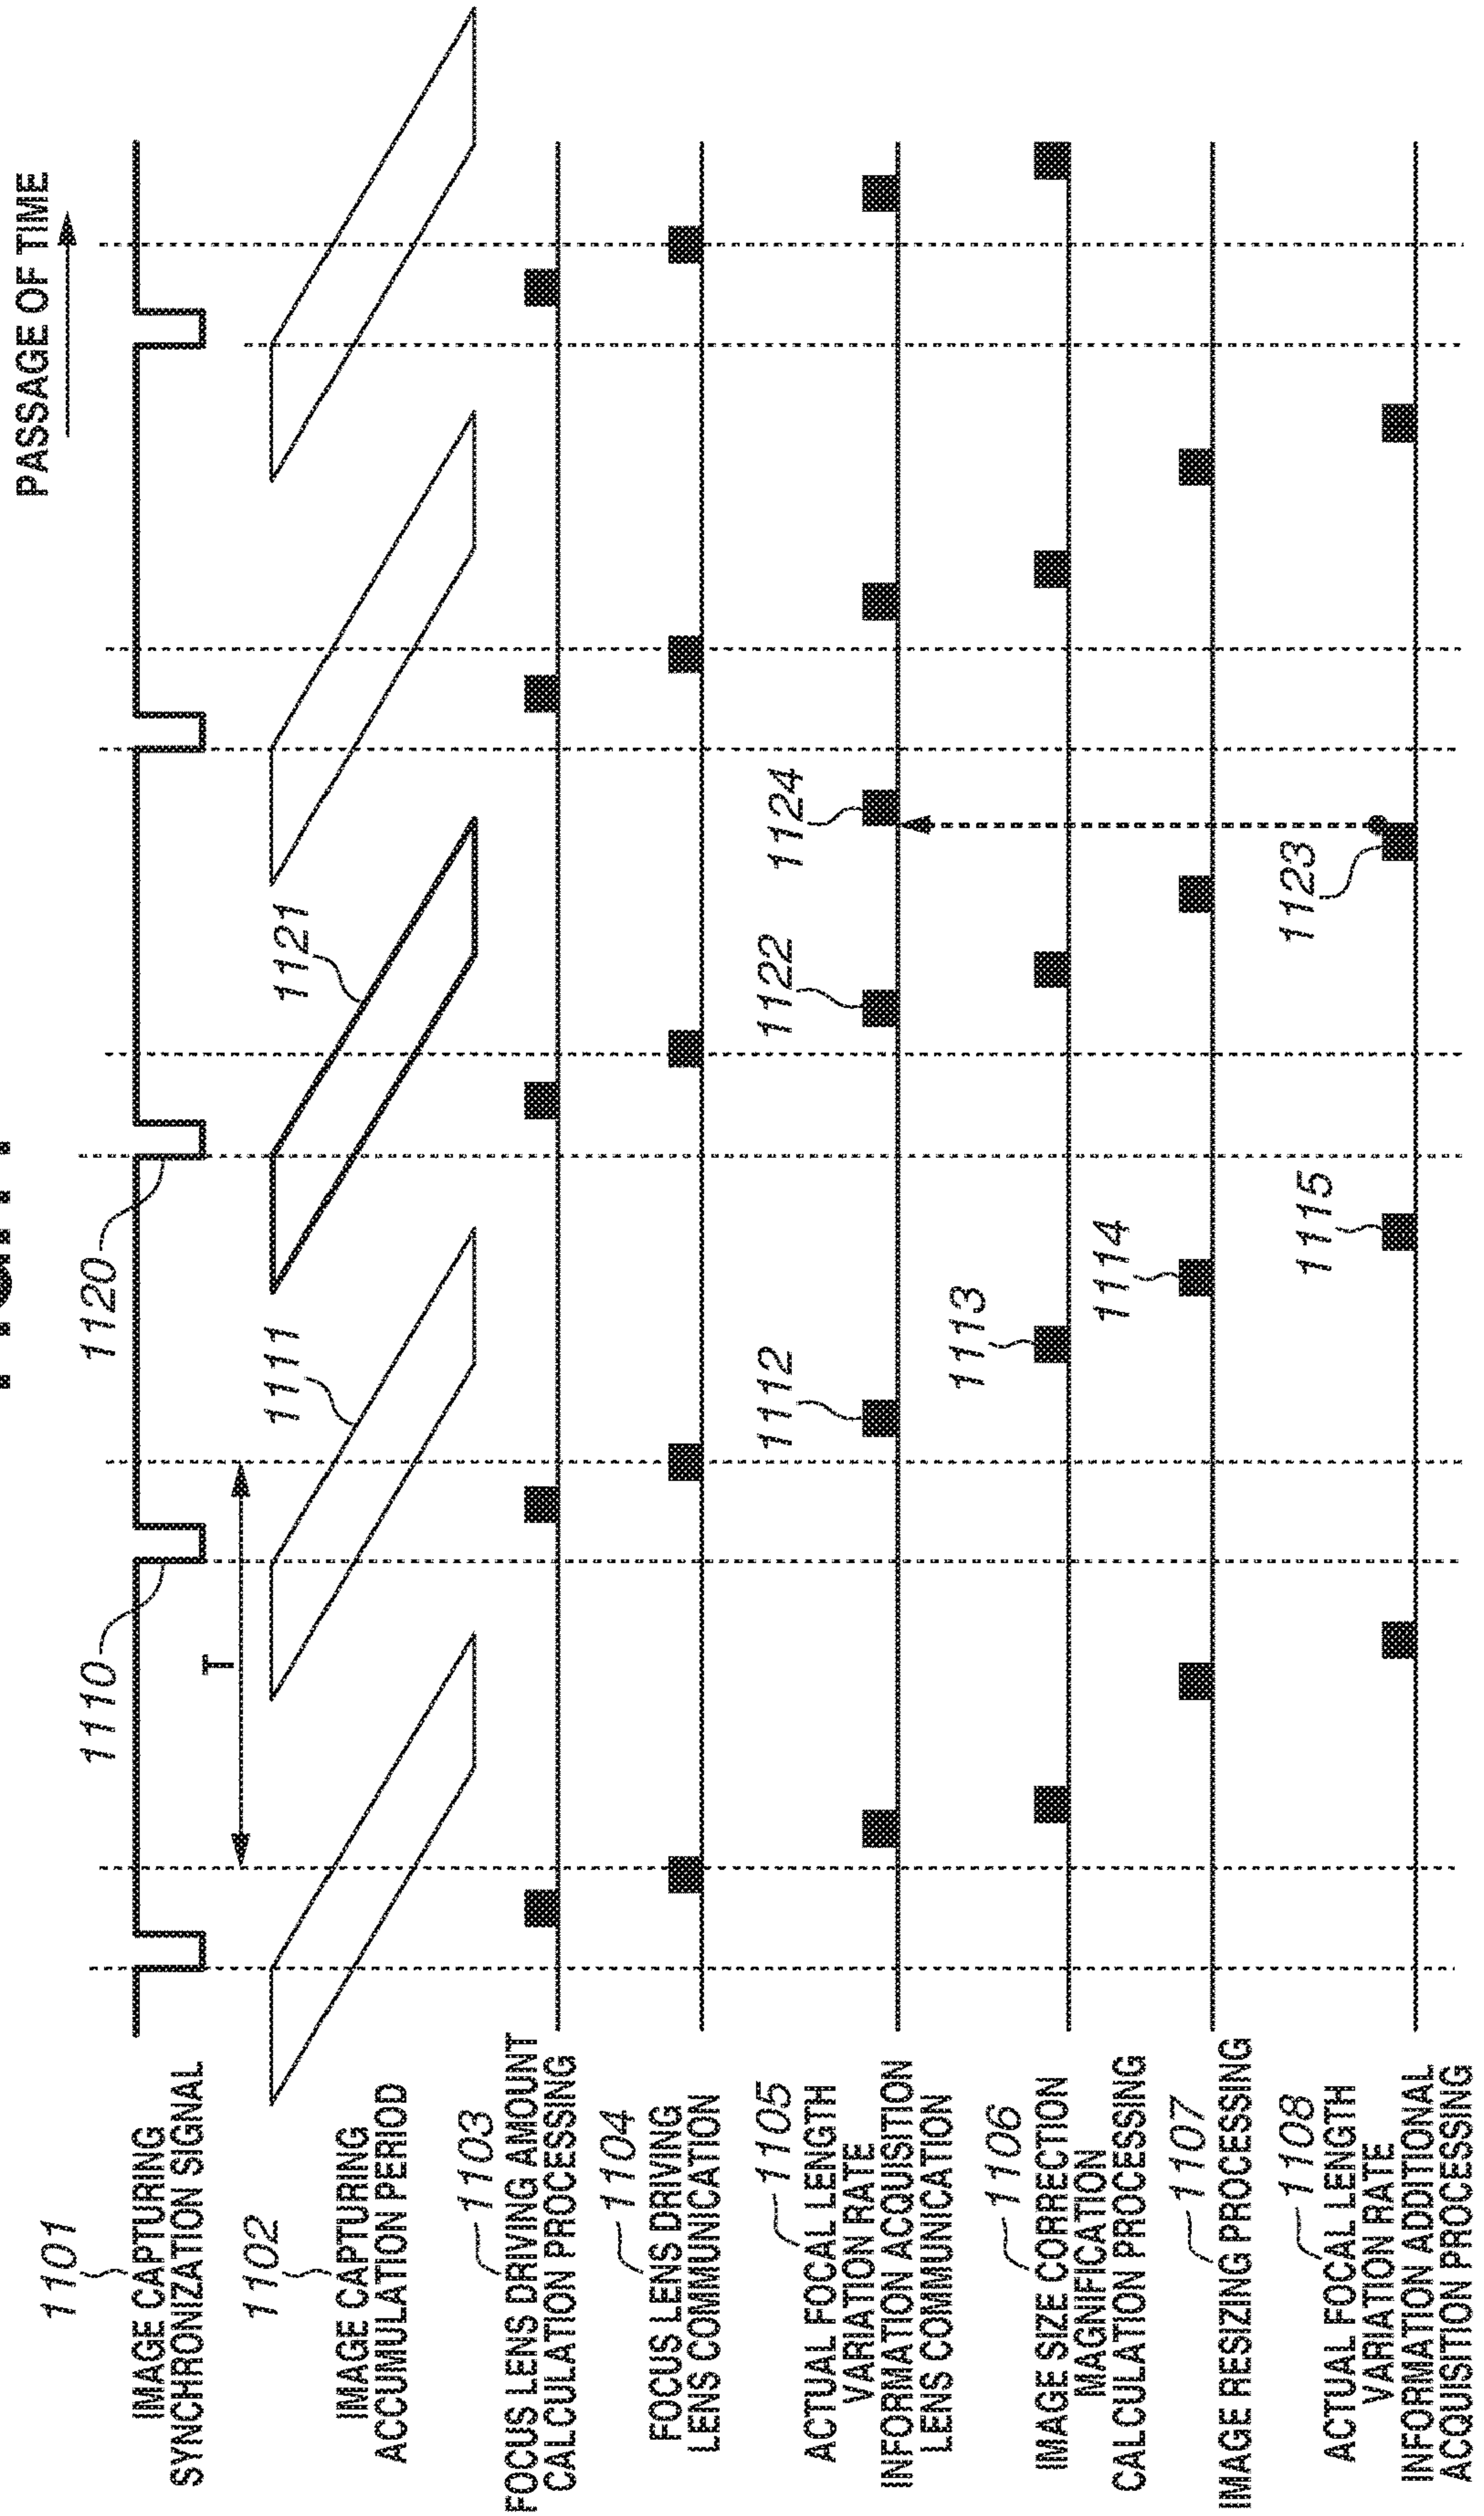 PASSAGE OF TIME
1101
IMAGE CAPTURING
SYNCHRONIZATION SIGNAL
1110
1120
T
1102
IMAGE CAPTURING
ACCUMULATION PERIOD
1111
1121
1103
FOCUS LENS DRIVING AMOUNT
CALCULATION PROCESSING
1104
FOCUS LENS DRIVING
LENS COMMUNICATION
1105
ACTUAL FOCAL LENGTH
VARIATION RATE
INFORMATION ACQUISITION
LENS COMMUNICATION
1112
1122
1124
1106
IMAGE SIZE CORRECTION
MAGNIFICATION
CALCULATION PROCESSING
1113
1107
IMAGE RESIZING PROCESSING
1114
1108
ACTUAL FOCAL LENGTH
VARIATION RATE
INFORMATION ADDITIONAL
ACQUISITION PROCESSING
1115
1123